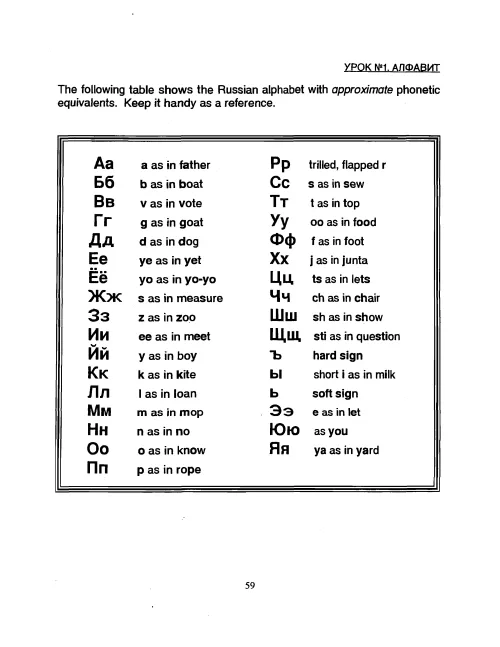 УРОК №1. АЛФАВИТ
The following table shows the Russian alphabet with approximate phonetic
equivalents. Keep it handy as a reference.
Аа a as in father
Бб b as in boat
Вв v as in vote
Гг g as in goat
Дд d as in dog
Ее ye as in yet
Ёё yo as in yo-yo
Жж s as in measure
Зз z as in zoo
Ии ee as in meet
Йй y as in boy
Кк k as in kite
Лл l as in loan
Мм m as in mop
Нн n as in no
Оо o as in know
Пп p as in rope
Рр trilled, flapped r
Сс s as in sew
Тт t as in top
Уу oo as in food
Фф f as in foot
Хх j as in junta
Цц ts as in lets
Чч ch as in chair
Шш sh as in show
Щщ sti as in question
Ъ hard sign
Ы short i as in milk
Ь soft sign
Ээ e as in let
Юю as you
Яя ya as in yard
59